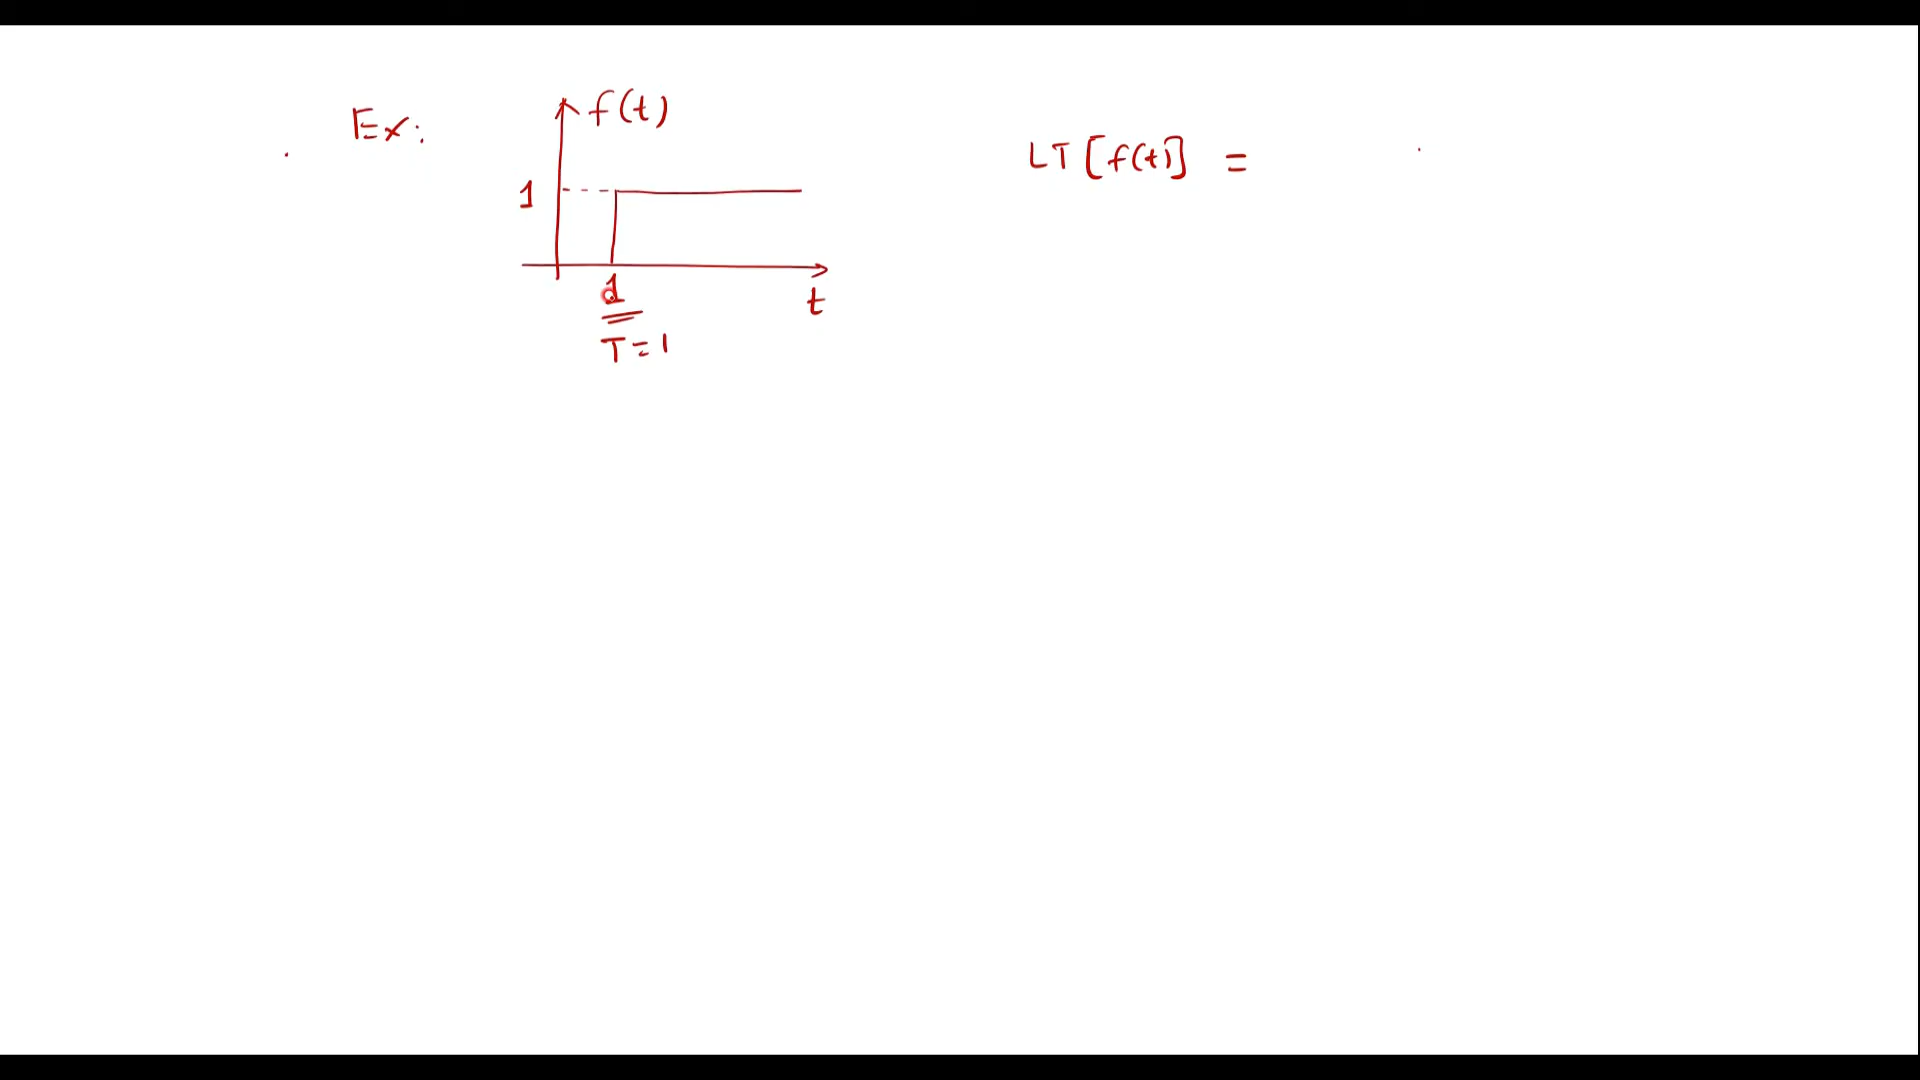 Ex:
f(t)
LT [f(t)] =
1
1
t
T = 1